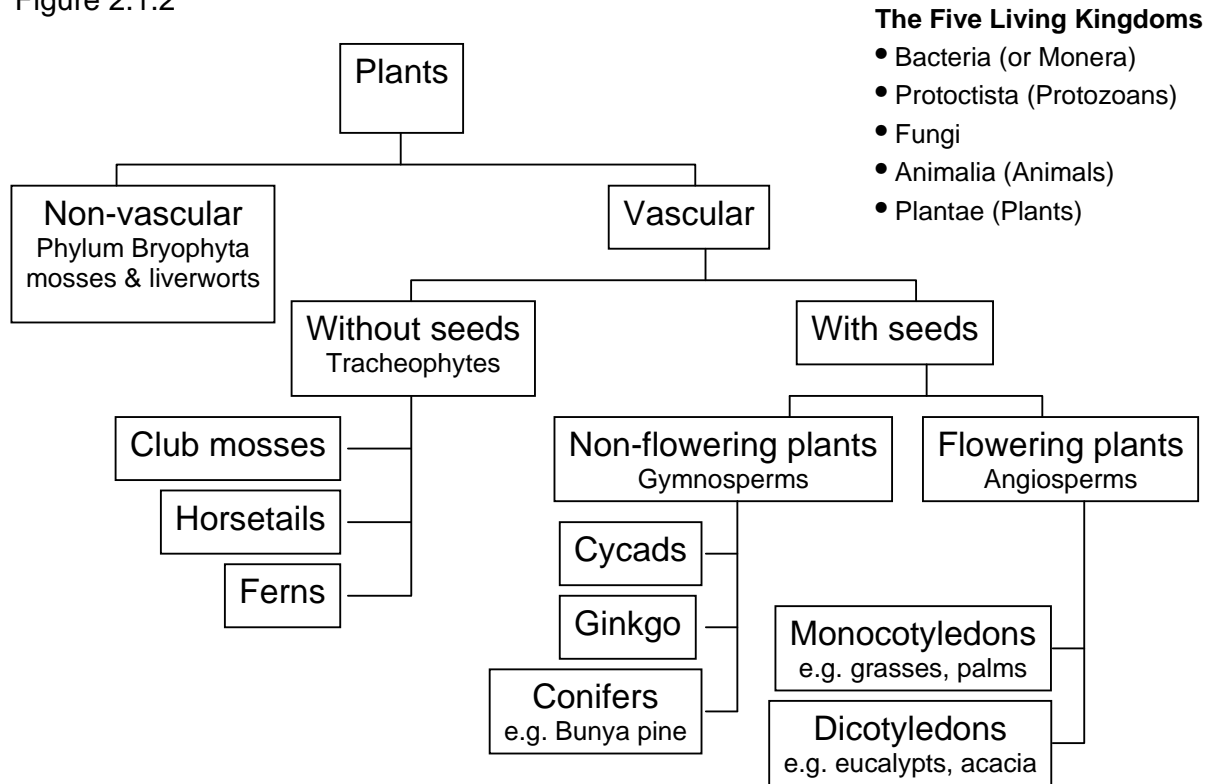 Figure 2.1.2
The Five Living Kingdoms
• Bacteria (or Monera)
• Protoctista (Protozoans)
• Fungi
• Animalia (Animals)
• Plantae (Plants)
Plants
Non-vascular
Phylum Bryophyta
mosses & liverworts
Vascular
Without seeds
Tracheophytes
With seeds
Club mosses
Horsetails
Ferns
Non-flowering plants
Gymnosperms
Flowering plants
Angiosperms
Cycads
Ginkgo
Conifers
e.g. Bunya pine
Monocotyledons
e.g. grasses, palms
Dicotyledons
e.g. eucalypts, acacia